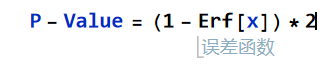 P - Value = (1 - Erf[x]) * 2
误差函数